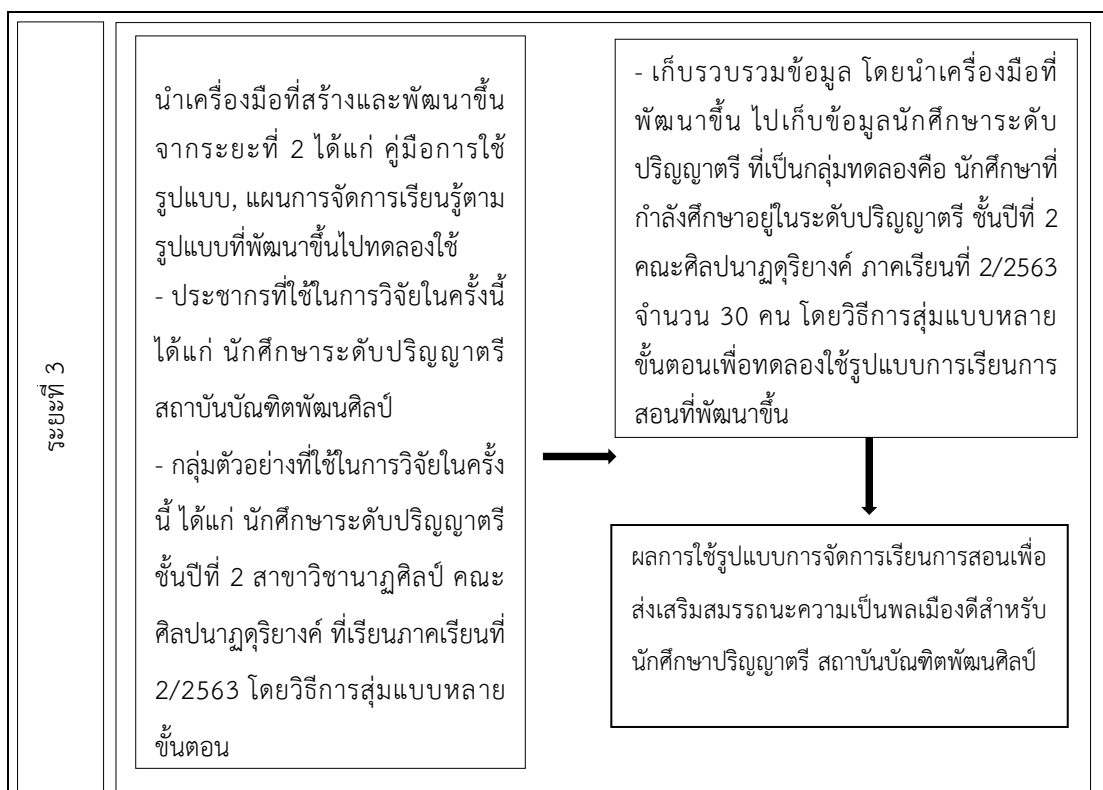 ระยะที่ 3
นำเครื่องมือที่สร้างและพัฒนาขึ้น
จากระยะที่ 2 ได้แก่ คู่มือการใช้
รูปแบบ, แผนการจัดการเรียนรู้ตาม
รูปแบบที่พัฒนาขึ้นไปทดลองใช้
- ประชากรที่ใช้ในการวิจัยในครั้งนี้
ได้แก่ นักศึกษาระดับปริญญาตรี
สถาบันบัณฑิตพัฒนศิลป์
- กลุ่มตัวอย่างที่ใช้ในการวิจัยในครั้ง
นี้ ได้แก่ นักศึกษาระดับปริญญาตรี
ชั้นปีที่ 2 สาขาวิชานาฏศิลป์ คณะ
ศิลปนาฏดุริยางค์ ที่เรียนภาคเรียนที่
2/2563 โดยวิธีการสุ่มแบบหลาย
ขั้นตอน
- เก็บรวบรวมข้อมูล โดยนำเครื่องมือที่
พัฒนาขึ้น ไปเก็บข้อมูลนักศึกษาระดับ
ปริญญาตรี ที่เป็นกลุ่มทดลองคือ นักศึกษาที่
กำลังศึกษาอยู่ในระดับปริญญาตรี ชั้นปีที่ 2
คณะศิลปนาฏดุริยางค์ ภาคเรียนที่ 2/2563
จำนวน 30 คน โดยวิธีการสุ่มแบบหลาย
ขั้นตอนเพื่อทดลองใช้รูปแบบการเรียนการ
สอนที่พัฒนาขึ้น
ผลการใช้รูปแบบการจัดการเรียนการสอนเพื่อ
ส่งเสริมสมรรถนะความเป็นพลเมืองดีสำหรับ
นักศึกษาปริญญาตรี สถาบันบัณฑิตพัฒนศิลป์